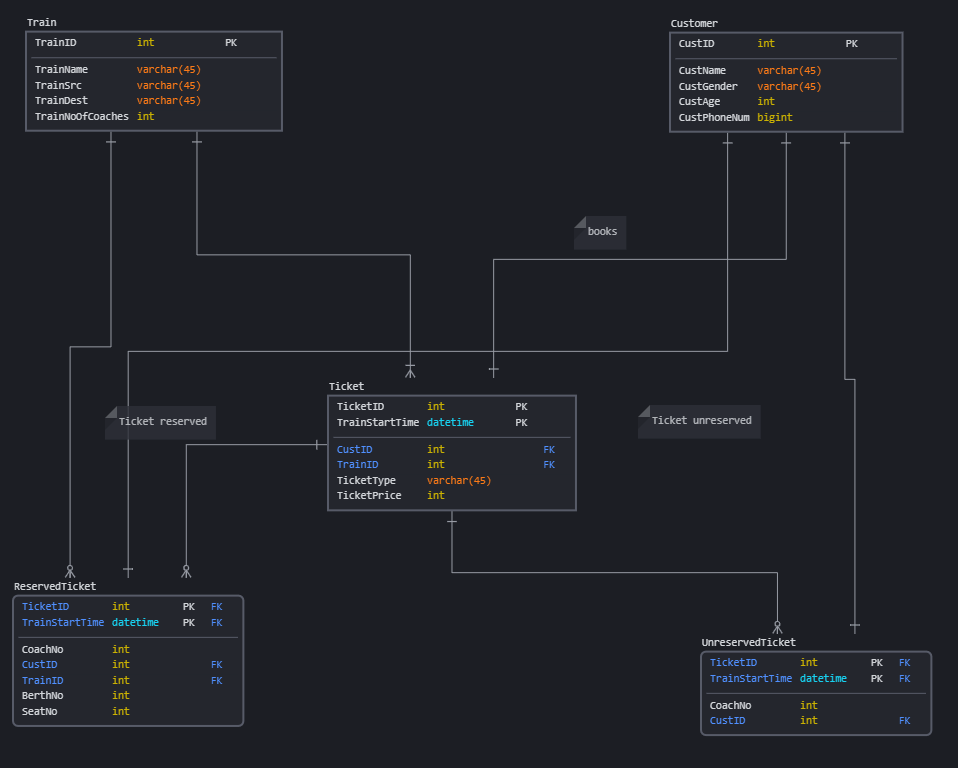 Train
TrainID int PK
TrainName varchar(45)
TrainSrc varchar(45)
TrainDest varchar(45)
TrainNoOfCoaches int
Customer
CustID int PK
CustName varchar(45)
CustGender varchar(45)
CustAge int
CustPhoneNum bigint
books
Ticket
TicketID int PK
TrainStartTime datetime PK
CustID int FK
TrainID int FK
TicketType varchar(45)
TicketPrice int
Ticket reserved
Ticket unreserved
ReservedTicket
TicketID int PK FK
TrainStartTime datetime PK FK
CoachNo int
CustID int FK
TrainID int FK
BerthNo int
SeatNo int
UnreservedTicket
TicketID int PK FK
TrainStartTime datetime PK FK
CoachNo int
CustID int FK